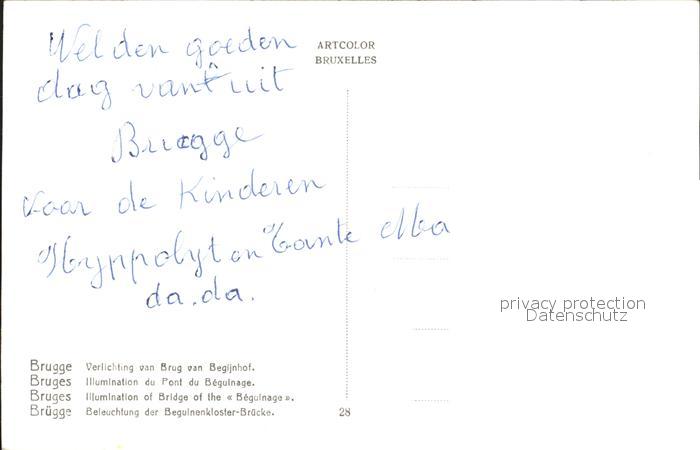 Wel den goeden
dag vant uit
Brugge
voor de Kinderen
Hyppolyt en Tante Ma
da.da.
ARTCOLOR
BRUXELLES
privacy protection
Datenschutz
Brugge Verlichting van Brug van Begijnhof.
Bruges Illumination du Pont du Béguinage.
Bruges Illumination of Bridge of the « Béguinage ».
Brügge Beleuchtung der Beguinenkloster-Brücke.
28